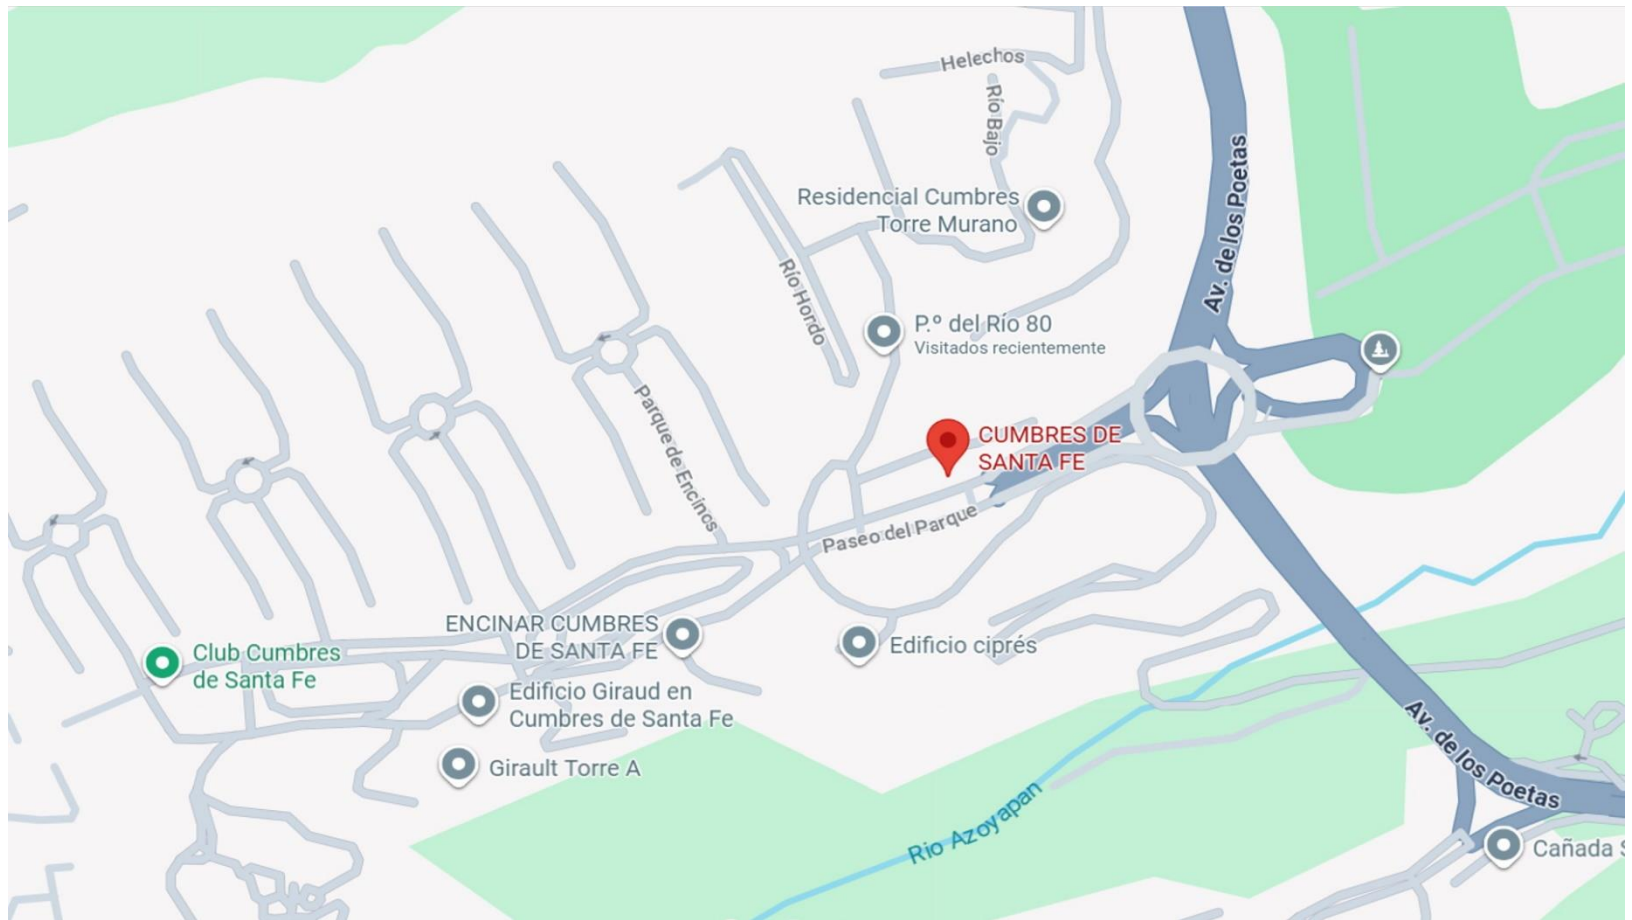 Helechos
Río Bajo
Av. de los Poetas
Residencial Cumbres
Torre Murano
Río Hondo
P.º del Río 80
Visitados recientemente
Parque de Encinos
CUMBRES DE
SANTA FE
Paseo del Parque
ENCINAR CUMBRES
DE SANTA FE
Edificio ciprés
Club Cumbres
de Santa Fe
Edificio Giraud en
Cumbres de Santa Fe
Girault Torre A
Av. de los Poetas
Rio Azoyapan
Cañada S